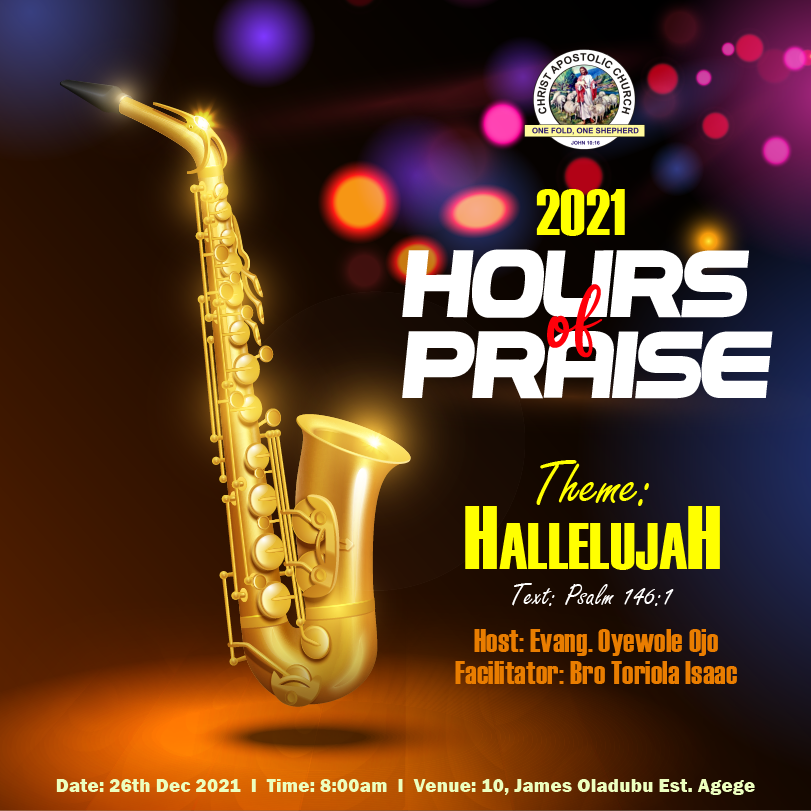 CHRIST APOSTOLIC CHURCH
ONE FOLD, ONE SHEPHERD
JOHN 10:16
2021
HOURS
of
PRAISE
Theme:
HALLELUJAH
Text: Psalm 146:1
Host: Evang. Oyewole Ojo
Facilitator: Bro Toriola Isaac
Date: 26th Dec 2021 I Time: 8:00am I Venue: 10, James Oladubu Est. Agege